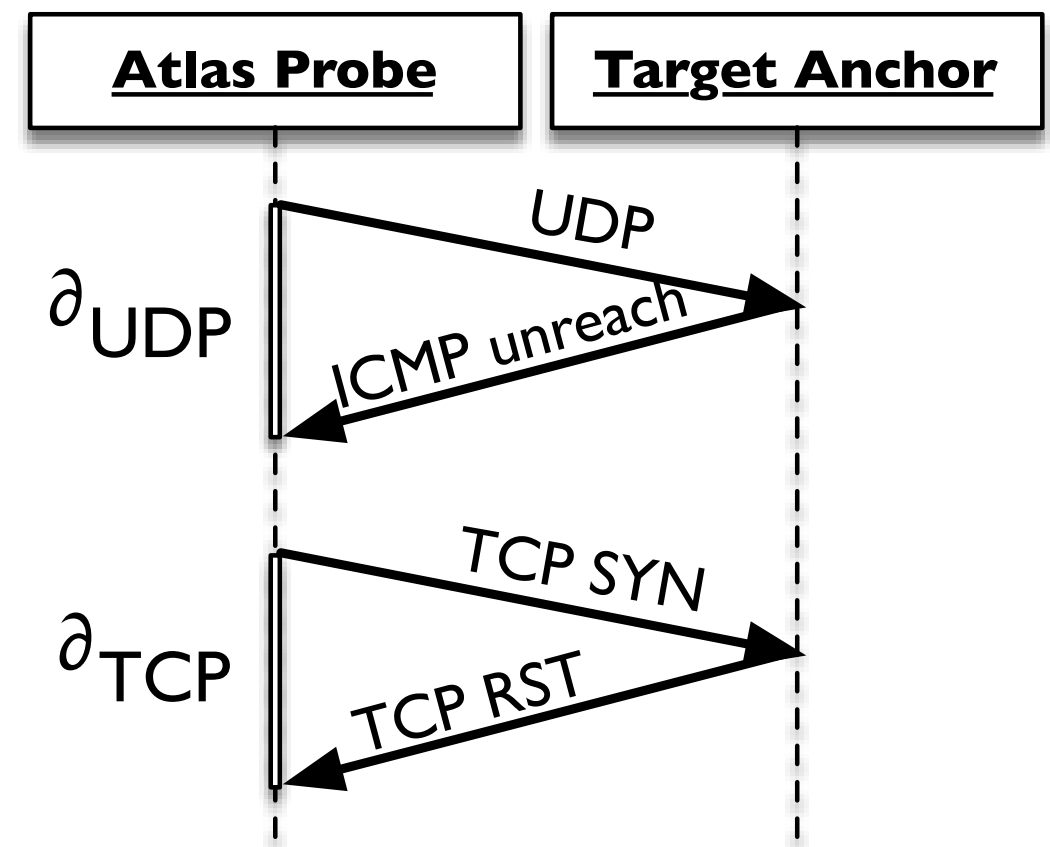 Atlas Probe
Target Anchor
UDP
∂UDP
ICMP unreach
TCP SYN
∂TCP
TCP RST